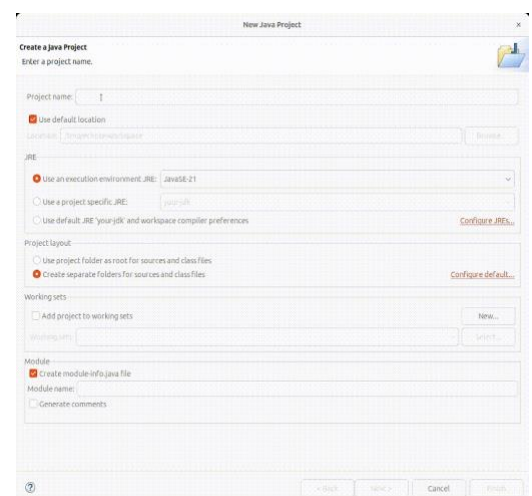 New Java Project
Create a Java Project
Enter a project name.
Project name:
Use default location
Location:
Browse...
JRE
Use an execution environment JRE: JavaSE-21
Use a project specific JRE: your-jdk
Use default JRE 'your-jdk' and workspace compiler preferences Configure JREs...
Project layout
Use project folder as root for sources and class files
Create separate folders for sources and class files Configure default...
Working sets
Add project to working sets New...
Working sets: Select...
Module
Create module-info.java file
Module name:
Generate comments
< Back Next > Cancel Finish